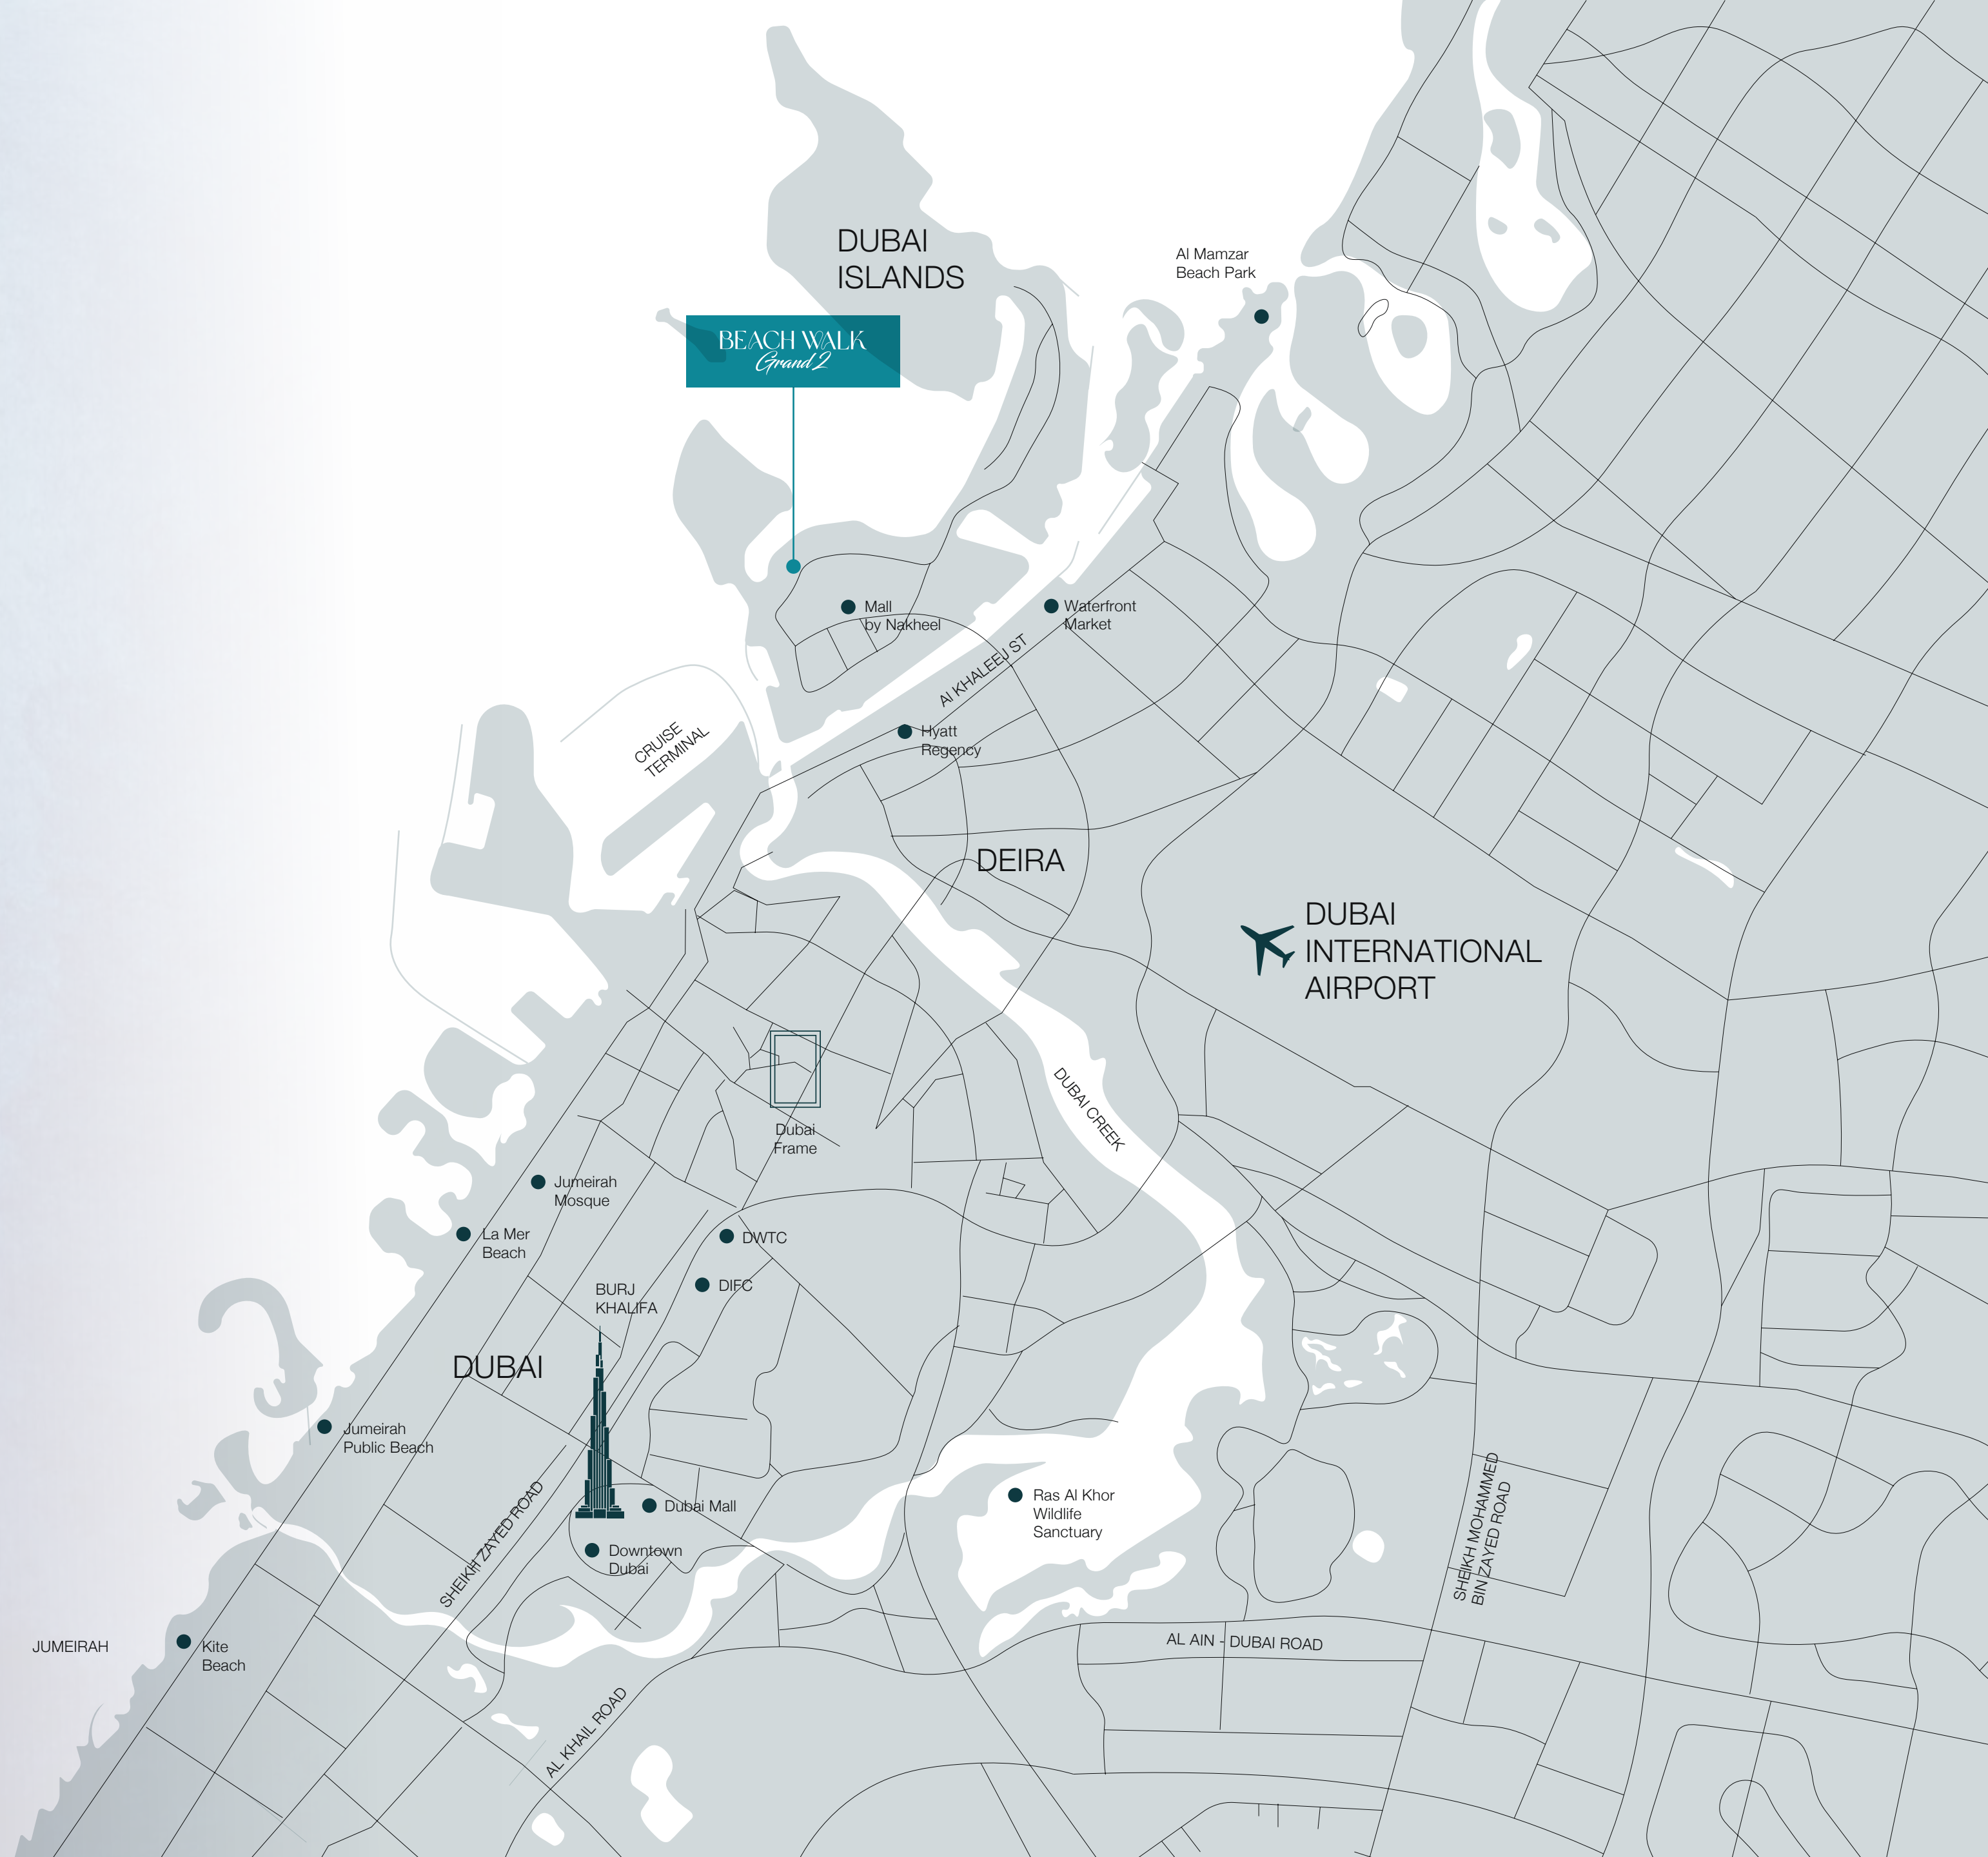 DUBAI
ISLANDS
Al Mamzar
Beach Park
BEACH WALK
Grand 2
Mall
by Nakheel
Waterfront
Market
Al KHALEEJ ST
Hyatt
Regency
CRUISE
TERMINAL
DEIRA
DUBAI
INTERNATIONAL
AIRPORT
DUBAI CREEK
Dubai
Frame
Jumeirah
Mosque
La Mer
Beach
DWTC
DIFC
BURJ
KHALIFA
DUBAI
Jumeirah
Public Beach
SHEIKH ZAYED ROAD
Dubai Mall
Downtown
Dubai
Ras Al Khor
Wildlife
Sanctuary
SHEIKH MOHAMMED
BIN ZAYED ROAD
JUMEIRAH
Kite
Beach
AL AIN - DUBAI ROAD
AL KHAIL ROAD